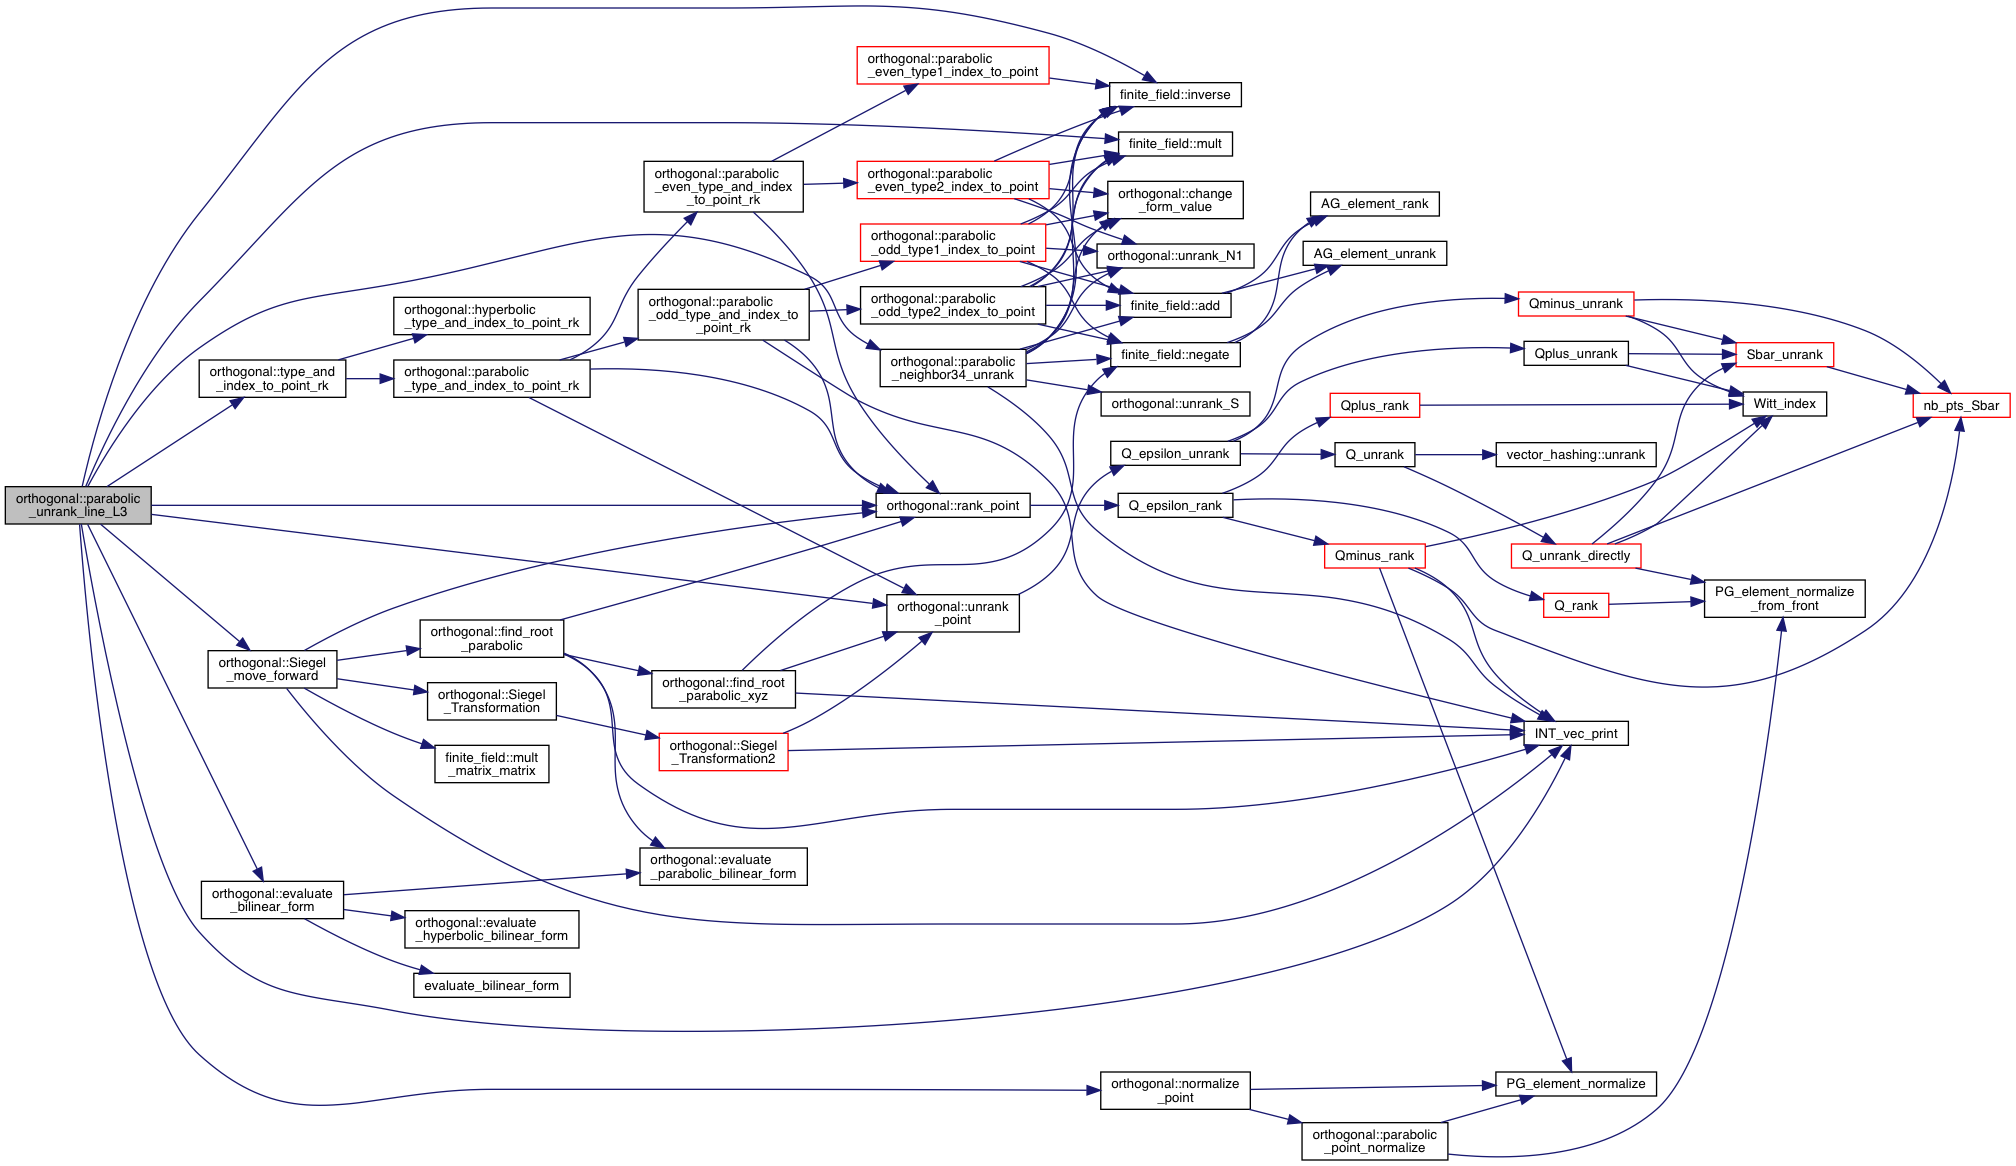 orthogonal::parabolic
_unrank_line_L3
orthogonal::type_and
_index_to_point_rk
orthogonal::hyperbolic
_type_and_index_to_point_rk
orthogonal::parabolic
_type_and_index_to_point_rk
orthogonal::parabolic
_even_type_and_index
_to_point_rk
orthogonal::parabolic
_odd_type_and_index_to
_point_rk
orthogonal::parabolic
_even_type1_index_to_point
orthogonal::parabolic
_even_type2_index_to_point
orthogonal::parabolic
_odd_type1_index_to_point
orthogonal::parabolic
_odd_type2_index_to_point
orthogonal::parabolic
_neighbor34_unrank
finite_field::inverse
finite_field::mult
orthogonal::change
_form_value
orthogonal::unrank_N1
finite_field::add
finite_field::negate
orthogonal::unrank_S
AG_element_rank
AG_element_unrank
Qminus_unrank
Qplus_unrank
Sbar_unrank
Qplus_rank
Witt_index
nb_pts_Sbar
Q_epsilon_unrank
Q_unrank
vector_hashing::unrank
orthogonal::rank_point
Q_epsilon_rank
Qminus_rank
Q_unrank_directly
Q_rank
PG_element_normalize
_from_front
orthogonal::unrank
_point
orthogonal::Siegel
_move_forward
orthogonal::find_root
_parabolic
orthogonal::Siegel
_Transformation
finite_field::mult
_matrix_matrix
orthogonal::find_root
_parabolic_xyz
orthogonal::Siegel
_Transformation2
INT_vec_print
orthogonal::evaluate
_parabolic_bilinear_form
orthogonal::evaluate
_bilinear_form
orthogonal::evaluate
_hyperbolic_bilinear_form
evaluate_bilinear_form
orthogonal::normalize
_point
PG_element_normalize
orthogonal::parabolic
_point_normalize